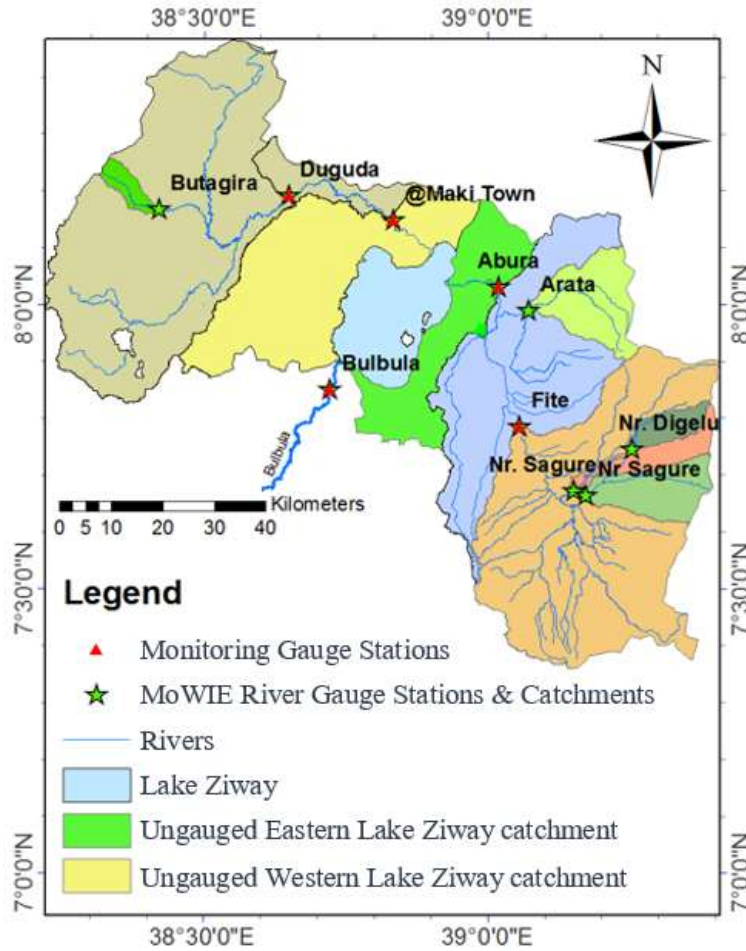 38°30'0"E 39°0'0"E
N
Duguda
Butagira
@Maki Town
Abura
Arata
8°0'0"N 8°0'0"N
Bulbula
Fite
Nr. Digelu
Nr. Sagure Nr Sagure
Bulbula
Kilometers
0 5 10 20 30 40
7°30'0"N 7°30'0"N
Legend
Monitoring Gauge Stations
MoWIE River Gauge Stations & Catchments
Rivers
Lake Ziway
Ungauged Eastern Lake Ziway catchment
Ungauged Western Lake Ziway catchment
7°0'0"N 7°0'0"N
38°30'0"E 39°0'0"E